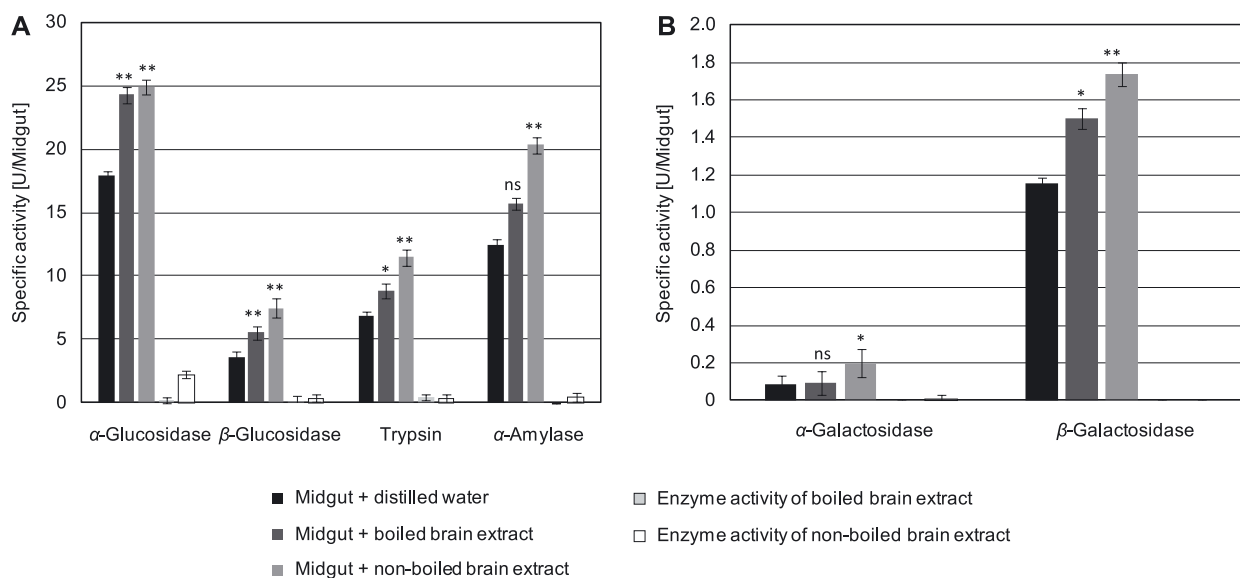 A
Specific activity [U/Midgut]
30
25
20
15
10
5
0
** **
** **
* **
ns **
α-Glucosidase β-Glucosidase Trypsin α-Amylase
B
Specific activity [U/Midgut]
2.0
1.8
1.6
1.4
1.2
1.0
0.8
0.6
0.4
0.2
0
ns *
* **
α-Galactosidase β-Galactosidase
Midgut + distilled water
Midgut + boiled brain extract
Midgut + non-boiled brain extract
Enzyme activity of boiled brain extract
Enzyme activity of non-boiled brain extract